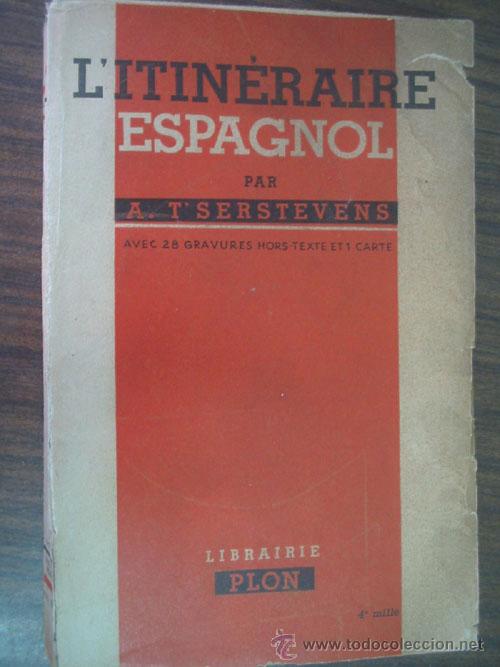 L'ITINÉRAIRE
ESPAGNOL
PAR
A. T'SERSTEVENS
AVEC 28 GRAVURES HORS-TEXTE ET 1 CARTE
LIBRAIRIE
PLON
4e mille
© www.todocoleccion.net